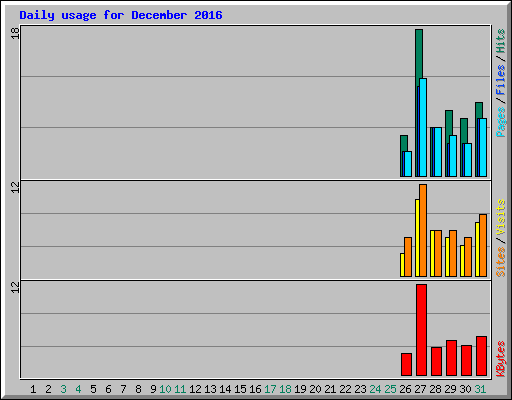 Daily usage for December 2016
18
Pages / Files / Hits
12
Sites / Visits
12
KBytes
1 2 3 4 5 6 7 8 9 10 11 12 13 14 15 16 17 18 19 20 21 22 23 24 25 26 27 28 29 30 31